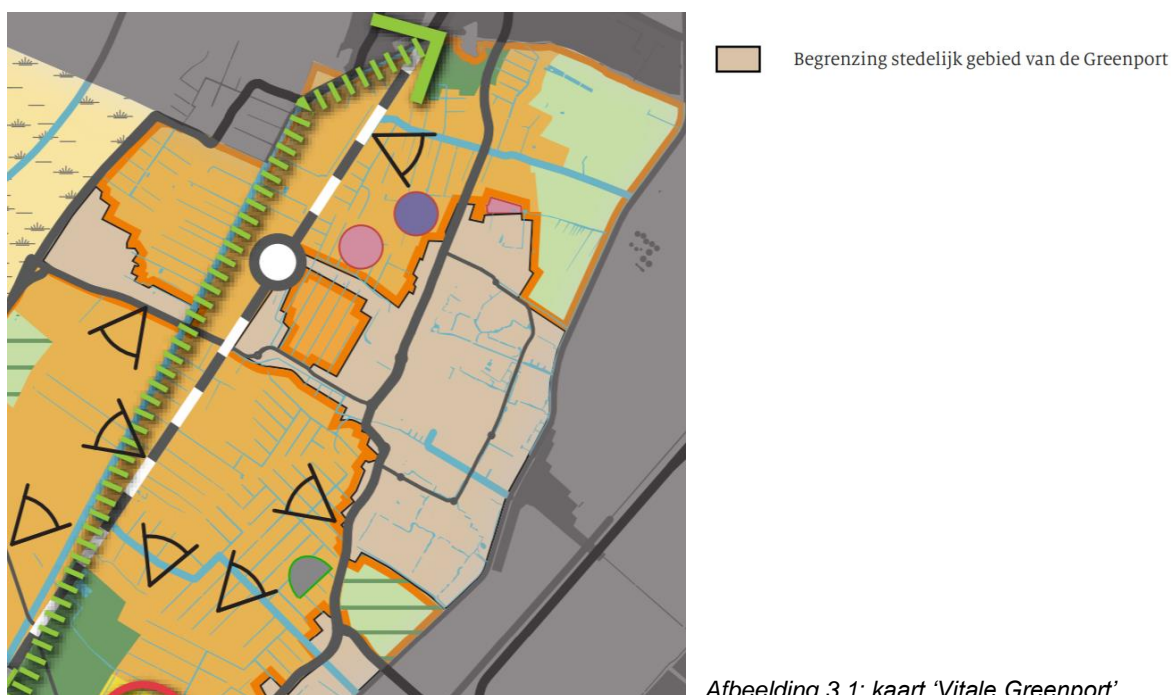 Begrenzing stedelijk gebied van de Greenport
Afbeelding 3.1: kaart ‘Vitale Greenport’